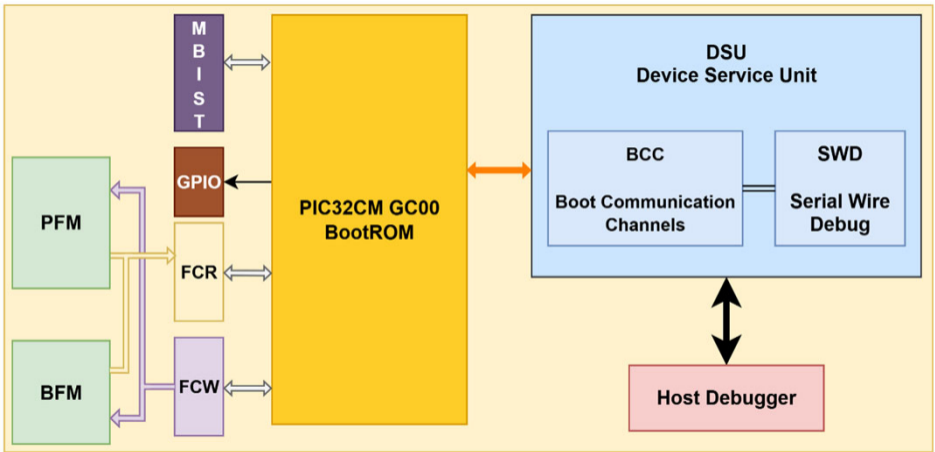 M
B
I
S
T
GPIO
PFM
FCR
BFM
FCW
PIC32CM GC00
BootROM
DSU
Device Service Unit
BCC
Boot Communication
Channels
SWD
Serial Wire
Debug
Host Debugger